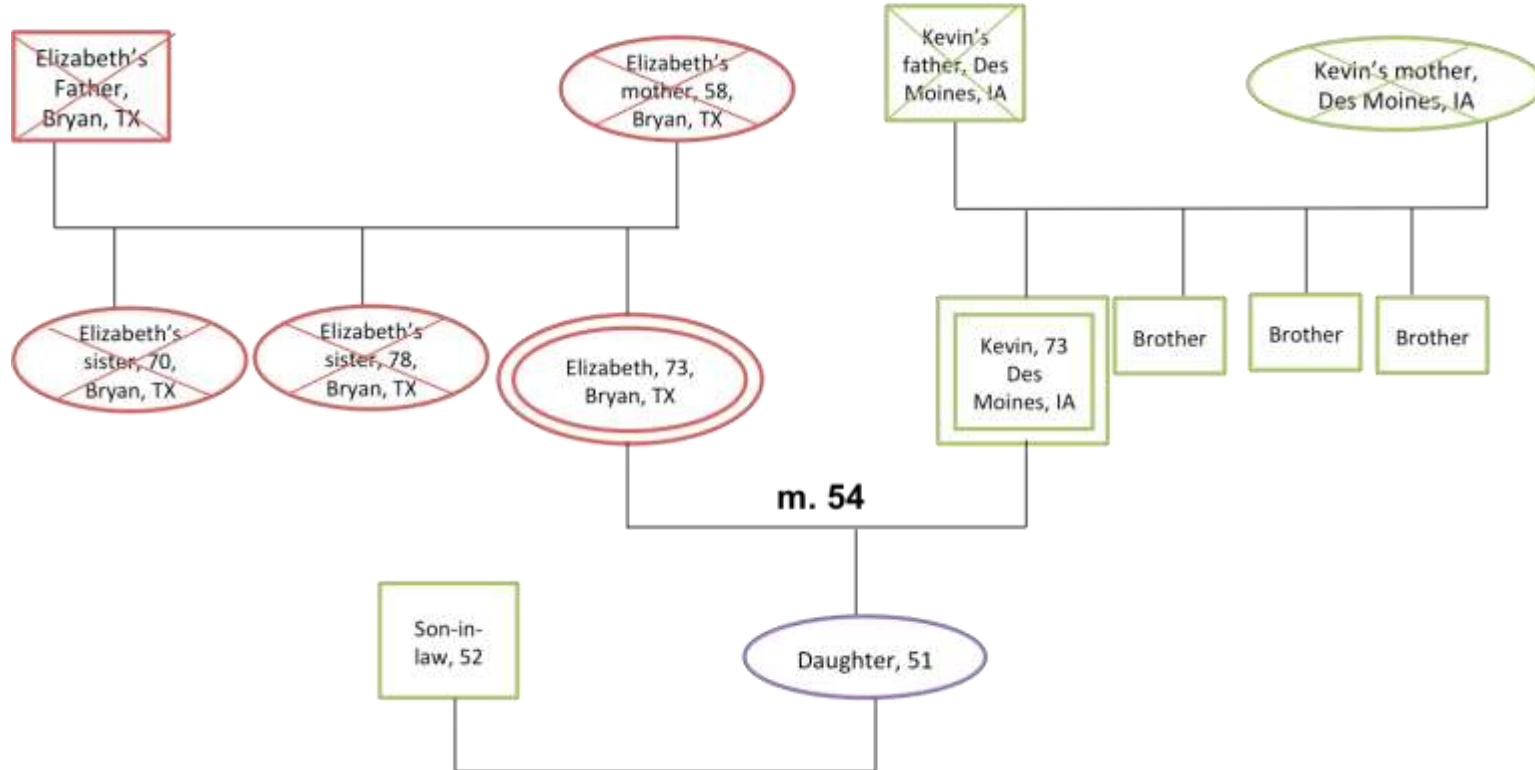 Elizabeth's
Father,
Bryan, TX
Elizabeth's
mother, 58,
Bryan, TX
Kevin's
father, Des
Moines, IA
Kevin's mother,
Des Moines, IA
Elizabeth's
sister, 70,
Bryan, TX
Elizabeth's
sister, 78,
Bryan, TX
Elizabeth, 73,
Bryan, TX
Kevin, 73
Des
Moines, IA
Brother
Brother
Brother
m. 54
Son-in-
law, 52
Daughter, 51